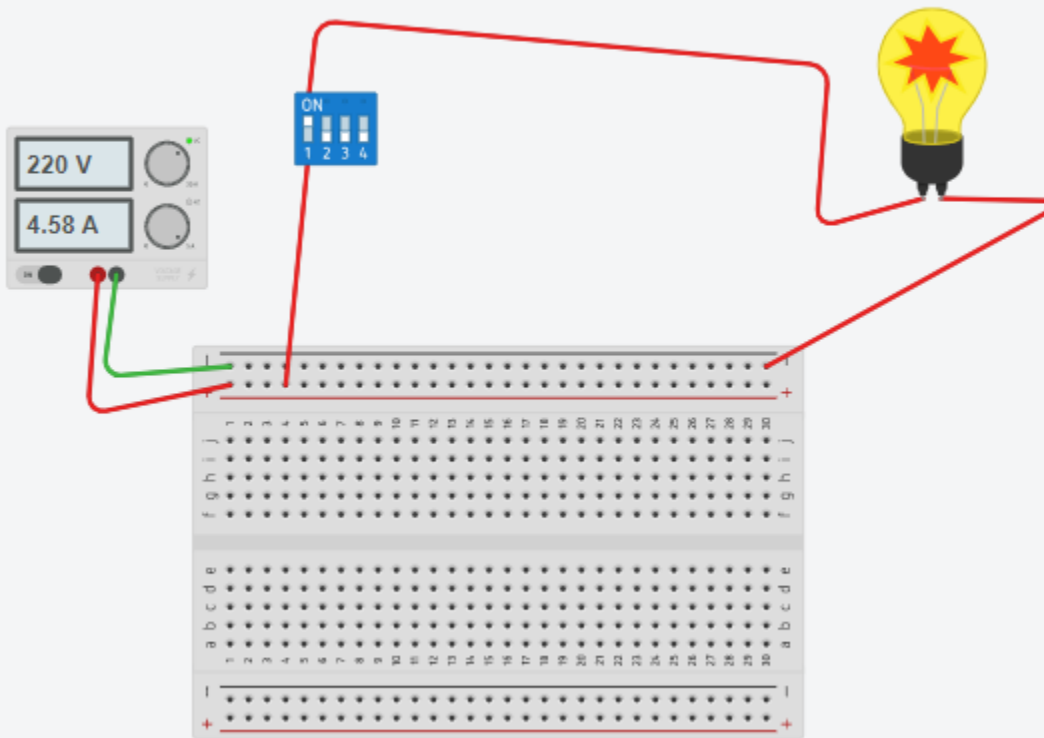 220 V
4.58 A
ON
1 2 3 4
− −
+ +
1 2 3 4 5 6 7 8 9 10 11 12 13 14 15 16 17 18 19 20 21 22 23 24 25 26 27 28 29 30
j j
i i
h h
g g
f f
e e
d d
c c
b b
a a
1 2 3 4 5 6 7 8 9 10 11 12 13 14 15 16 17 18 19 20 21 22 23 24 25 26 27 28 29 30
− −
+ +